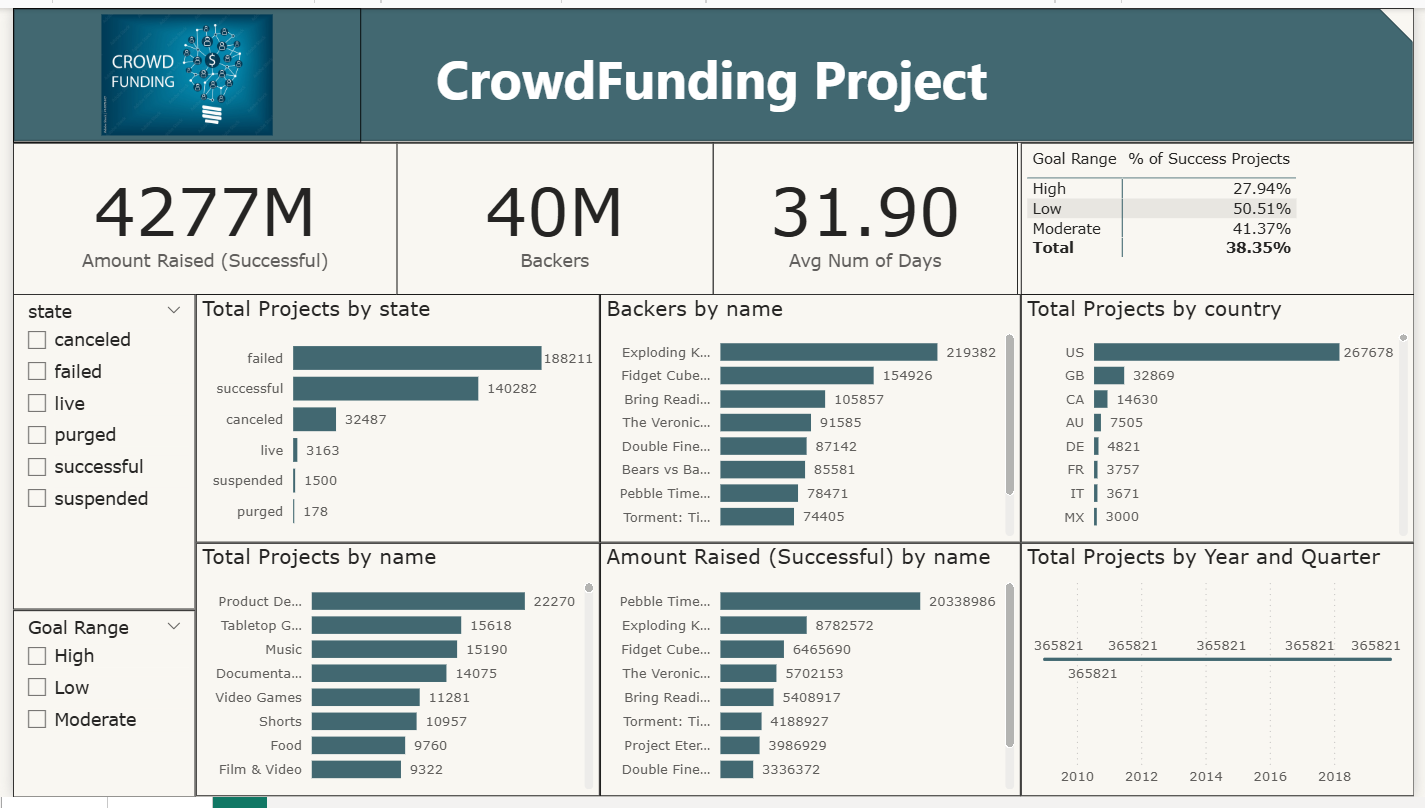 CROWD
FUNDING
CrowdFunding Project
4277M
Amount Raised (Successful)
40M
Backers
31.90
Avg Num of Days
Goal Range % of Success Projects
High 27.94%
Low 50.51%
Moderate 41.37%
Total 38.35%
state
canceled
failed
live
purged
successful
suspended
Goal Range
High
Low
Moderate
Total Projects by state
failed 188211
successful 140282
canceled 32487
live 3163
suspended 1500
purged 178
Backers by name
Exploding K... 219382
Fidget Cube... 154926
Bring Readi... 105857
The Veronic... 91585
Double Fine... 87142
Bears vs Ba... 85581
Pebble Time... 78471
Torment: Ti... 74405
Total Projects by country
US 267678
GB 32869
CA 14630
AU 7505
DE 4821
FR 3757
IT 3671
MX 3000
Total Projects by name
Product De... 22270
Tabletop G... 15618
Music 15190
Documenta... 14075
Video Games 11281
Shorts 10957
Food 9760
Film & Video 9322
Amount Raised (Successful) by name
Pebble Time... 20338986
Exploding K... 8782572
Fidget Cube... 6465690
The Veronic... 5702153
Bring Readi... 5408917
Torment: Ti... 4188927
Project Eter... 3986929
Double Fine... 3336372
Total Projects by Year and Quarter
365821 365821 365821 365821 365821
365821
2010 2012 2014 2016 2018